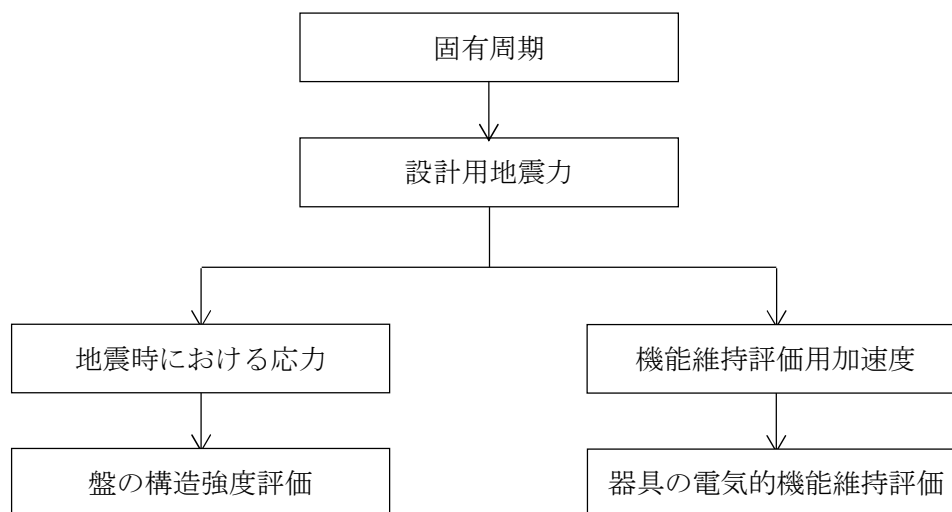 固有周期
設計用地震力
地震時における応力
機能維持評価用加速度
盤の構造強度評価
器具の電気的機能維持評価